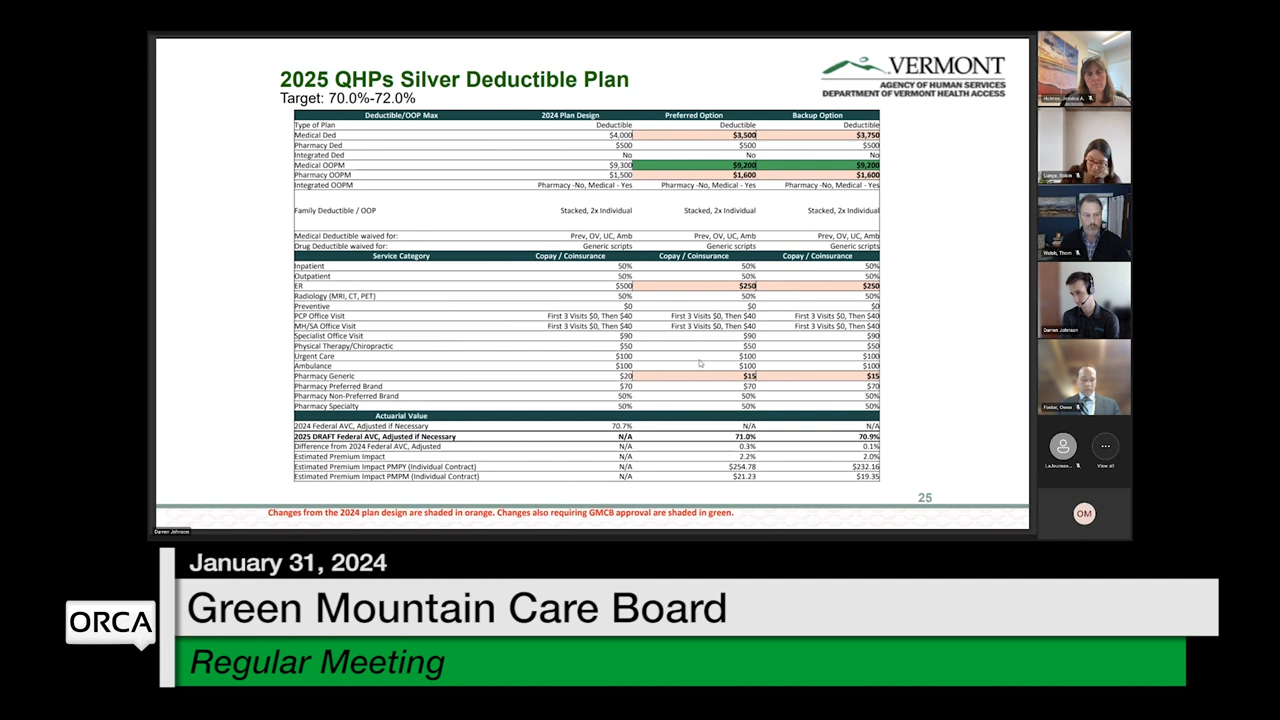 2025 QHPs Silver Deductible Plan
Target: 70.0%-72.0%
VERMONT
AGENCY OF HUMAN SERVICES
DEPARTMENT OF VERMONT HEALTH ACCESS
Deductible/OOP Max 2024 Plan Design Preferred Option Backup Option
Type of Plan Deductible Deductible Deductible
Medical Ded $4,000 $3,500 $3,750
Pharmacy Ded $500 $500 $500
Integrated Ded No No No
Medical OOPM $9,300 $9,200 $9,200
Pharmacy OOPM $1,500 $1,600 $1,600
Integrated OOPM Pharmacy -No, Medical - Yes Pharmacy -No, Medical - Yes Pharmacy -No, Medical - Yes
Family Deductible / OOP Stacked, 2x Individual Stacked, 2x Individual Stacked, 2x Individual
Medical Deductible waived for: Prev, OV, UC, Amb Prev, OV, UC, Amb Prev, OV, UC, Amb
Drug Deductible waived for: Generic scripts Generic scripts Generic scripts
Service Category Copay / Coinsurance Copay / Coinsurance Copay / Coinsurance
Inpatient 50% 50% 50%
Outpatient 50% 50% 50%
ER $500 $250 $250
Radiology (MRI, CT, PET) 50% 50% 50%
Preventive $0 $0 $0
PCP Office Visit First 3 Visits $0, Then $40 First 3 Visits $0, Then $40 First 3 Visits $0, Then $40
MH/SA Office Visit First 3 Visits $0, Then $40 First 3 Visits $0, Then $40 First 3 Visits $0, Then $40
Specialist Office Visit $90 $90 $90
Physical Therapy/Chiropractic $50 $50 $50
Urgent Care $100 $100 $100
Ambulance $100 $100 $100
Pharmacy Generic $20 $15 $15
Pharmacy Preferred Brand $70 $70 $70
Pharmacy Non-Preferred Brand 50% 50% 50%
Pharmacy Specialty 50% 50% 50%
Actuarial Value
2024 Federal AVC, Adjusted if Necessary 70.7% N/A N/A
2025 DRAFT Federal AVC, Adjusted if Necessary N/A 71.0% 70.9%
Difference from 2024 Federal AVC, Adjusted N/A 0.3% 0.1%
Estimated Premium Impact N/A 2.2% 2.0%
Estimated Premium Impact PMPY (Individual Contract) N/A $254.78 $232.16
Estimated Premium Impact PMPM (Individual Contract) N/A $21.23 $19.35
25
Changes from the 2024 plan design are shaded in orange. Changes also requiring GMCB approval are shaded in green.
Darren Johnson
Holmes, Jessica A.
Lunge, Robin
Walsh, Thom
Darren Johnson
Foster, Owen
LaJeunes... View all
OM
January 31, 2024
ORCA
Green Mountain Care Board
Regular Meeting